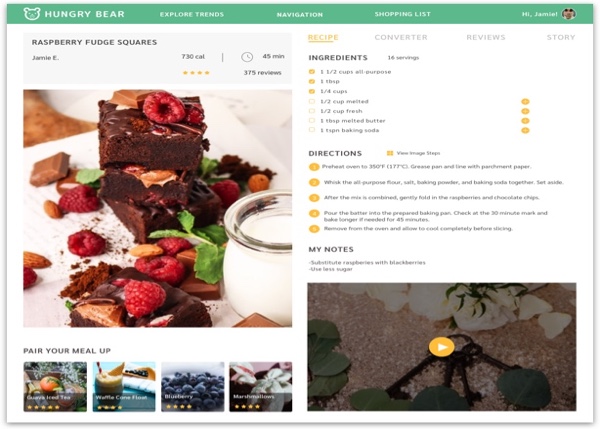 HUNGRY BEAR EXPLORE TRENDS NAVIGATION SHOPPING LIST Hi, Jamie!
RASPBERRY FUDGE SQUARES
Jamie E. 730 cal | 45 min
375 reviews
PAIR YOUR MEAL UP
Guava Iced Tea Waffle Cone Float Blueberry Marshmallows
RECIPE CONVERTER REVIEWS STORY
INGREDIENTS 16 servings
1 1/2 cups all-purpose
1 tbsp
1/4 cups
1/2 cup melted
1/2 cup fresh
1 tbsp melted butter
1 tspn baking soda
DIRECTIONS View Image Steps
1 Preheat oven to 350°F (177°C). Grease pan and line with parchment paper.
2 Whisk the all-purpose flour, salt, baking powder, and baking soda together. Set aside.
3 After the mix is combined, gently fold in the raspberries and chocolate chips.
4 Pour the batter into the prepared baking pan. Check at the 30 minute mark and
bake longer if needed for 45 minutes.
5 Remove from the oven and allow to cool completely before slicing.
MY NOTES
-Substitute raspberies with blackberries
-Use less sugar